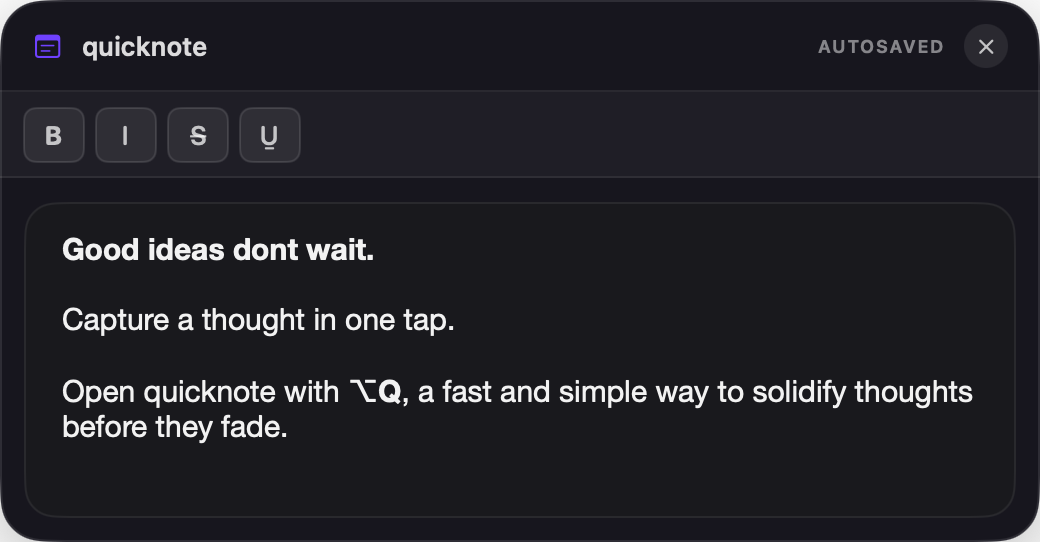 quicknote
AUTOSAVED
B I S U
Good ideas dont wait.
Capture a thought in one tap.
Open quicknote with ⌥Q, a fast and simple way to solidify thoughts
before they fade.